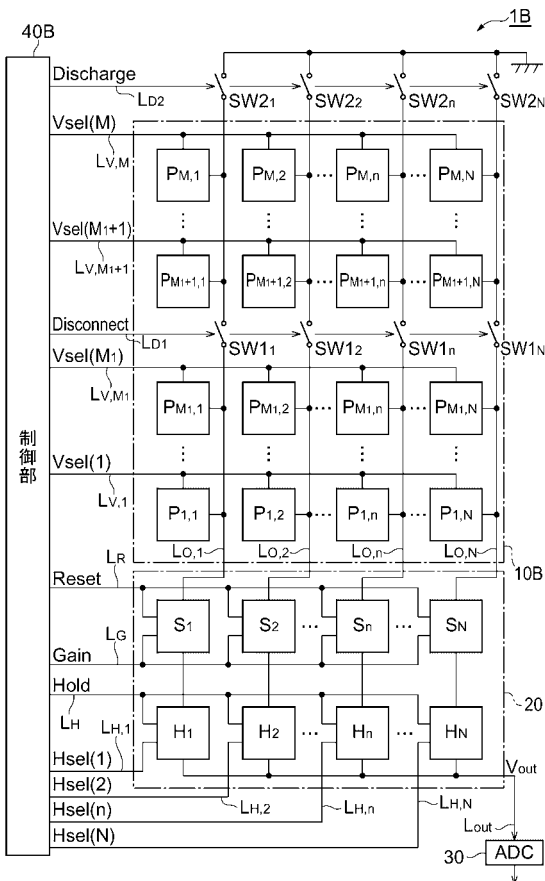 1B
40B
Discharge
LD2
SW21 SW22 SW2n SW2N
Vsel(M)
LV,M
PM,1 PM,2 ··· PM,n ··· PM,N
Vsel(M1+1)
LV,M1+1
PM1+1,1 PM1+1,2 ··· PM1+1,n ··· PM1+1,N
Disconnect
LD1
SW11 SW12 SW1n SW1N
Vsel(M1)
LV,M1
PM1,1 PM1,2 ··· PM1,n ··· PM1,N
制御部
Vsel(1)
LV,1
P1,1 P1,2 ··· P1,n ··· P1,N
LO,1 LO,2 LO,n LO,N
10B
LR
Reset
S1 S2 ··· Sn ··· SN
LG
Gain
Hold
LH
20
LH,1
H1 H2 ··· Hn ··· HN
Hsel(1)
Vout
Hsel(2)
LH,2 LH,n LH,N
Hsel(n)
Lout
Hsel(N)
30 ADC